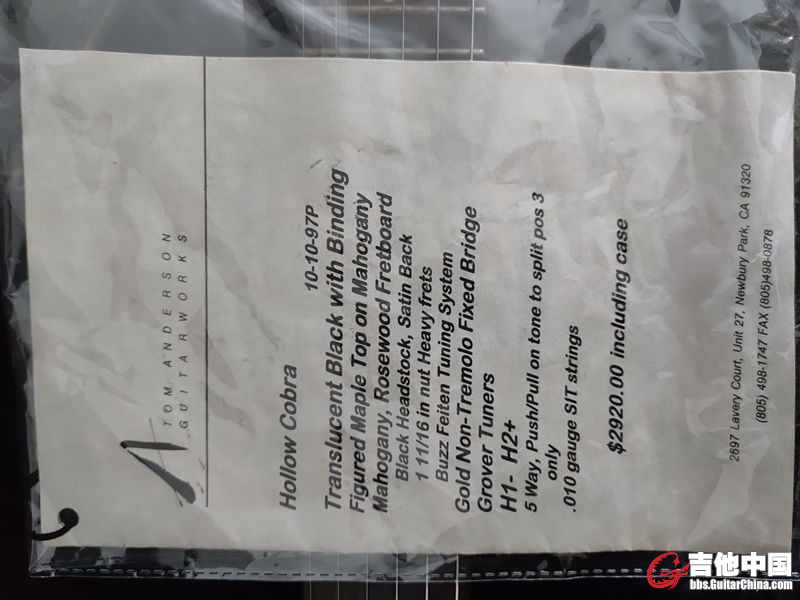 TOM ANDERSON
GUITARWORKS
Hollow Cobra
10-10-97P
Translucent Black with Binding
Figured Maple Top on Mahogany
Mahogany, Rosewood Fretboard
Black Headstock, Satin Back
1 11/16 in nut Heavy frets
Buzz Feiten Tuning System
Gold Non-Tremolo Fixed Bridge
Grover Tuners
H1- H2+
5 Way, Push/Pull on tone to split pos 3
only
.010 gauge SIT strings
$2920.00 including case
2697 Lavery Court, Unit 27, Newbury Park, CA 91320
(805) 498-1747 FAX (805)498-0878
吉他中国
bbs.GuitarChina.com